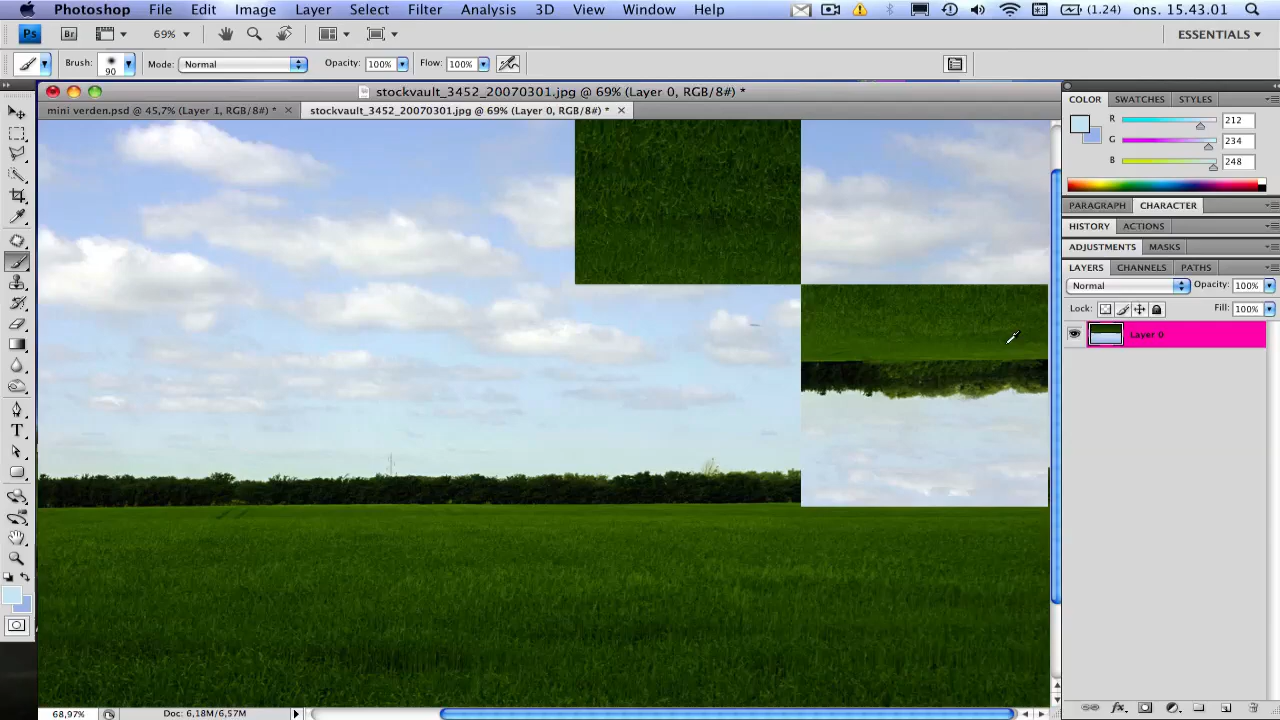 Photoshop File Edit Image Layer Select Filter Analysis 3D View Window Help (1.24) ons. 15.43.01
Ps Br 69% ESSENTIALS
Brush: 90 Mode: Normal Opacity: 100% Flow: 100%
stockvault_3452_20070301.jpg @ 69% (Layer 0, RGB/8#) *
mini verden.psd @ 45,7% (Layer 1, RGB/8#) * stockvault_3452_20070301.jpg @ 69% (Layer 0, RGB/8#) *
COLOR SWATCHES STYLES
R 212
G 234
B 248
PARAGRAPH CHARACTER
HISTORY ACTIONS
ADJUSTMENTS MASKS
LAYERS CHANNELS PATHS
Normal Opacity: 100%
Lock: Fill: 100%
Layer 0
T
68,97% Doc: 6,18M/6,57M
fx